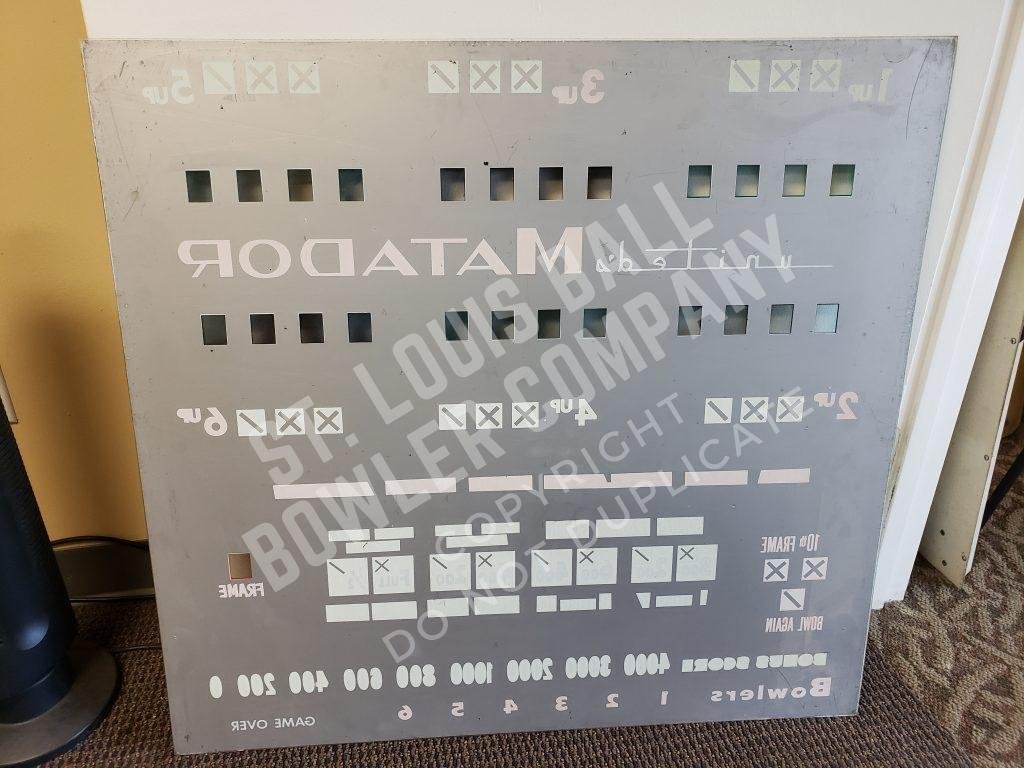 1UP 3UP 5UP
united's MATADOR
2UP 4UP 6UP
10th FRAME
FRAME
BOWL AGAIN
BONUS SCORE 4000 3000 2000 1000 800 600 400 200 0
Bowlers 1 2 3 4 5 6
GAME OVER
ST. LOUIS BALL
BOWLER COMPANY
COPYRIGHT
DO NOT DUPLICATE